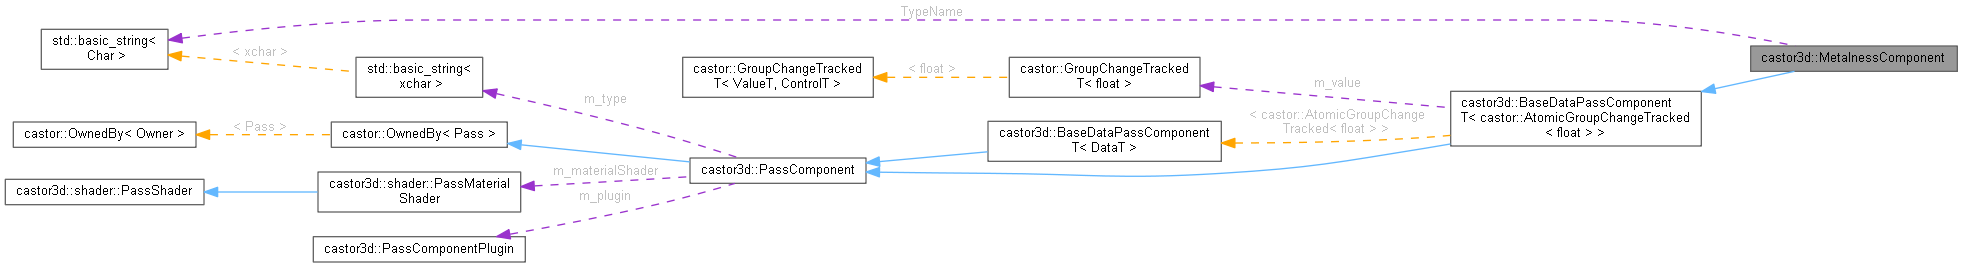 TypeName
std::basic_string<
Char >
< xchar >
std::basic_string<
xchar >
castor::GroupChangeTracked
T< ValueT, ControlT >
< float >
castor::GroupChangeTracked
T< float >
m_value
castor3d::MetalnessComponent
m_type
castor3d::BaseDataPassComponent
T< castor::AtomicGroupChangeTracked
< float > >
< castor::AtomicGroupChange
Tracked< float > >
castor::OwnedBy< Owner >
< Pass >
castor::OwnedBy< Pass >
castor3d::BaseDataPassComponent
T< DataT >
castor3d::PassComponent
m_materialShader
castor3d::shader::PassShader
castor3d::shader::PassMaterial
Shader
m_plugin
castor3d::PassComponentPlugin